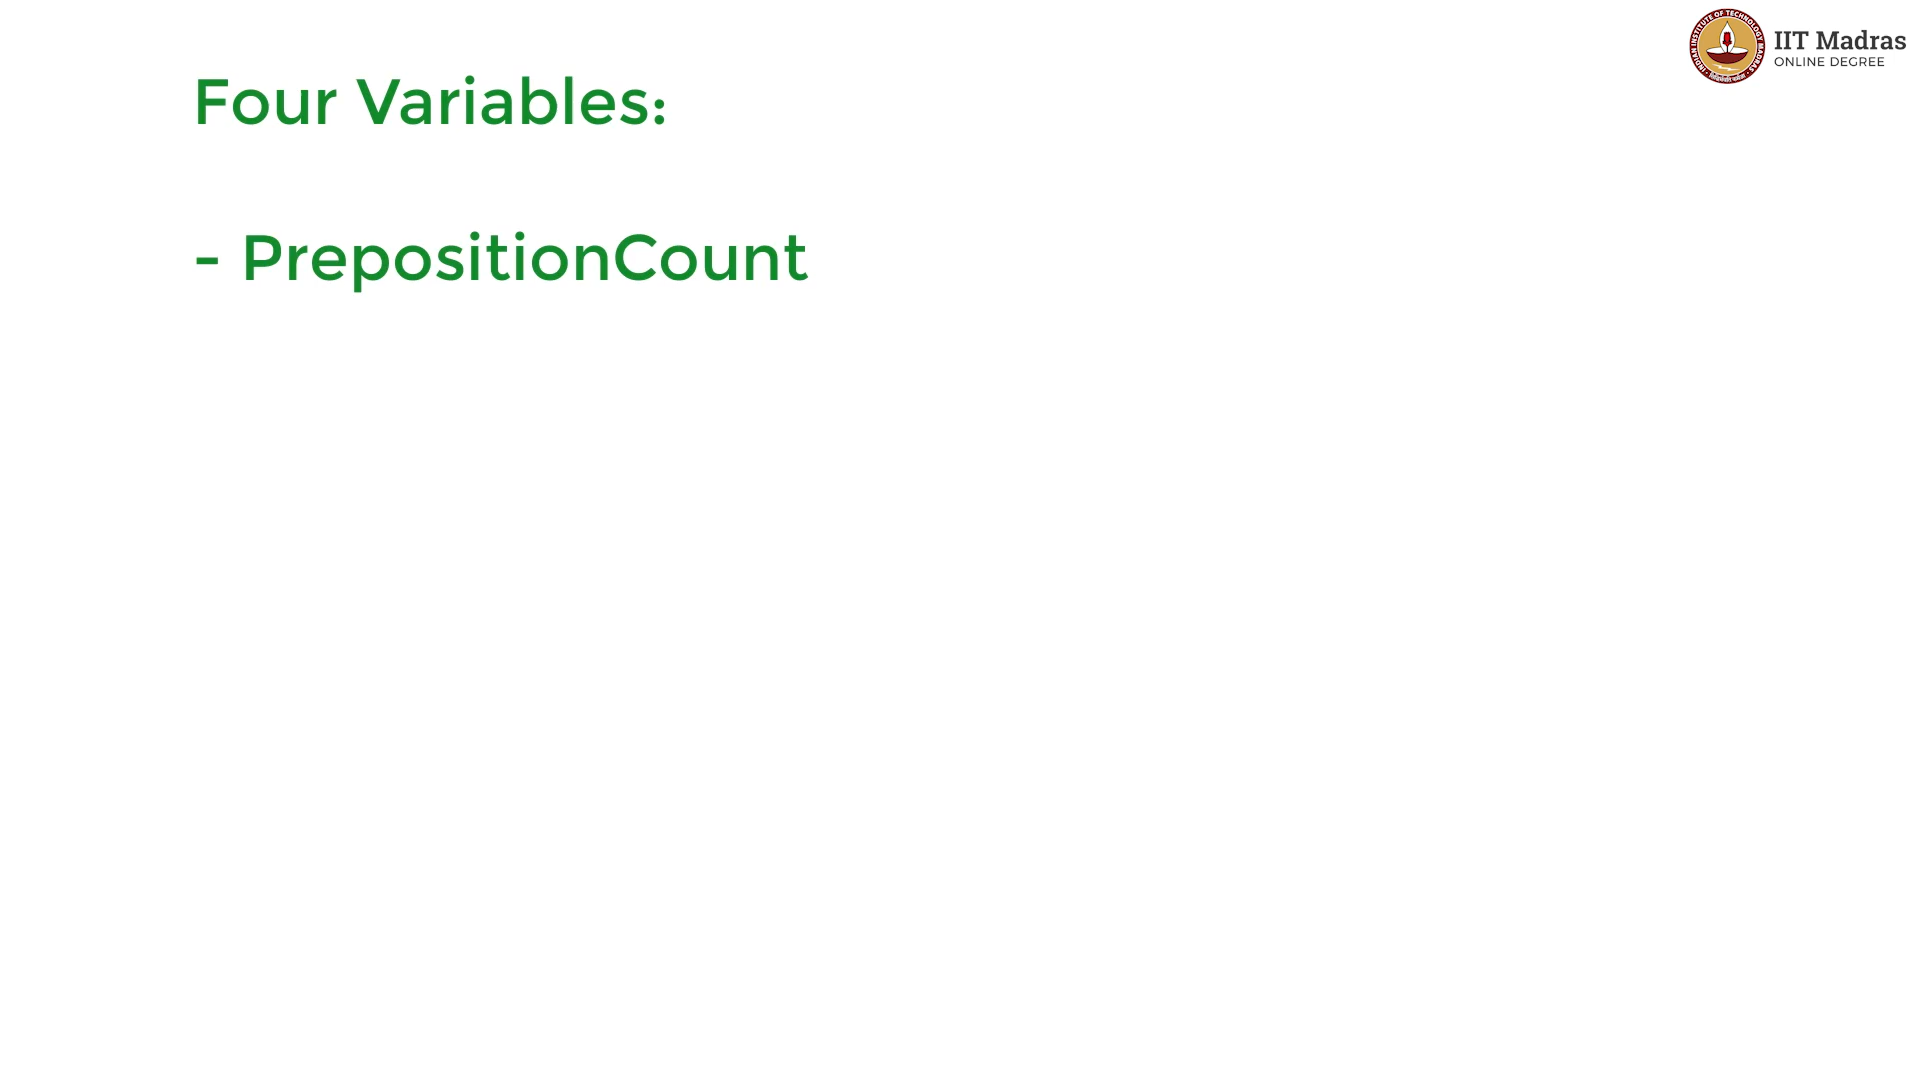 IIT Madras
ONLINE DEGREE
Four Variables:
- PrepositionCount